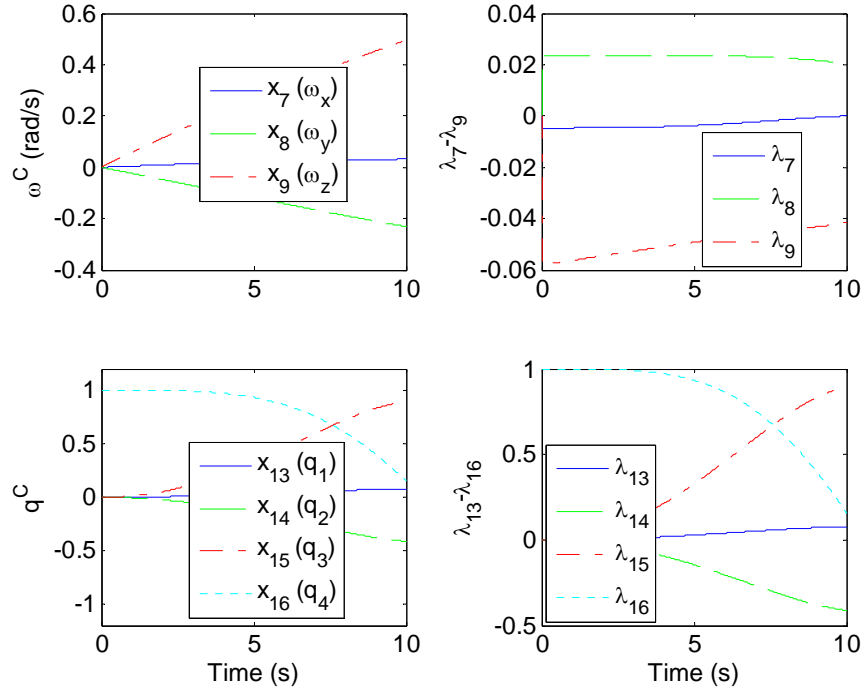 0.6
0.4
0.2
0
-0.2
-0.4
ω^C (rad/s)
x_7 (ω_x)
x_8 (ω_y)
x_9 (ω_z)
0 5 10
0.04
0.02
0
-0.02
-0.04
-0.06
λ_7-λ_9
λ_7
λ_8
λ_9
0 5 10
1
0.5
0
-0.5
-1
q^C
x_13 (q_1)
x_14 (q_2)
x_15 (q_3)
x_16 (q_4)
0 5 10
Time (s)
1
0.5
0
-0.5
λ_13-λ_16
λ_13
λ_14
λ_15
λ_16
0 5 10
Time (s)